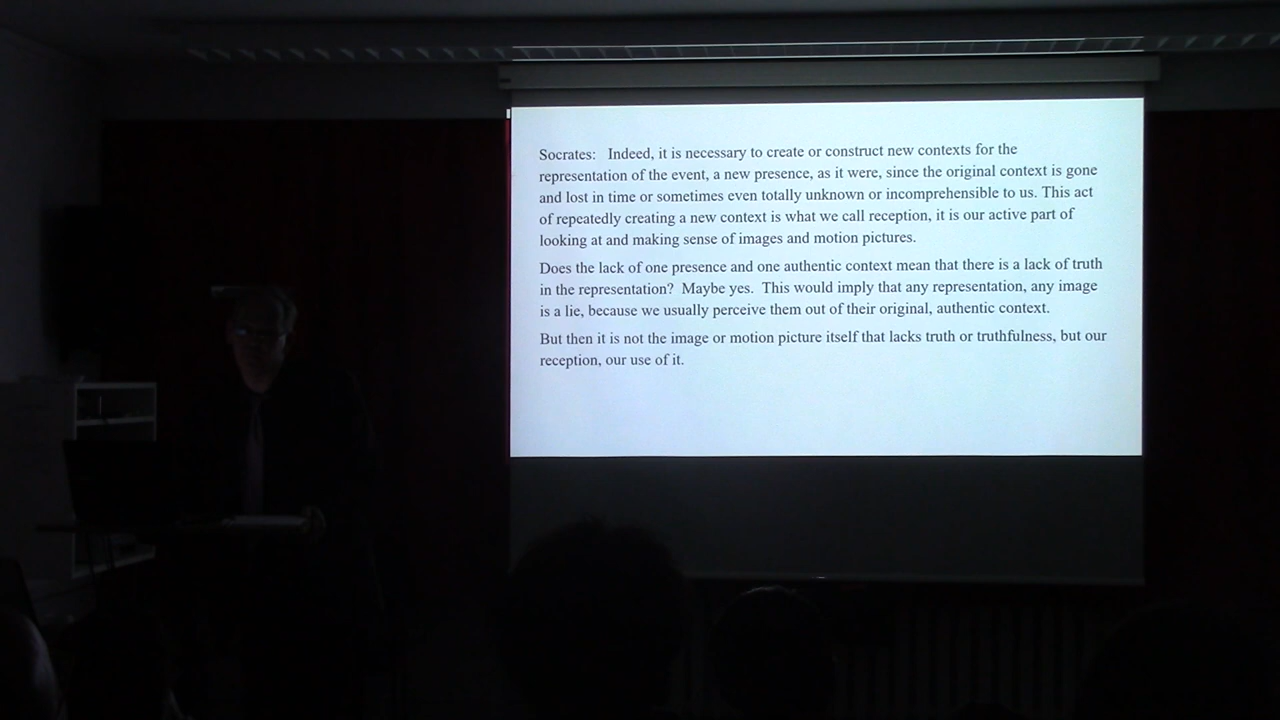 Socrates:   Indeed, it is necessary to create or construct new contexts for the
representation of the event, a new presence, as it were, since the original context is gone
and lost in time or sometimes even totally unknown or incomprehensible to us. This act
of repeatedly creating a new context is what we call reception, it is our active part of
looking at and making sense of images and motion pictures.
Does the lack of one presence and one authentic context mean that there is a lack of truth
in the representation?  Maybe yes.  This would imply that any representation, any image
is a lie, because we usually perceive them out of their original, authentic context.
But then it is not the image or motion picture itself that lacks truth or truthfulness, but our
reception, our use of it.